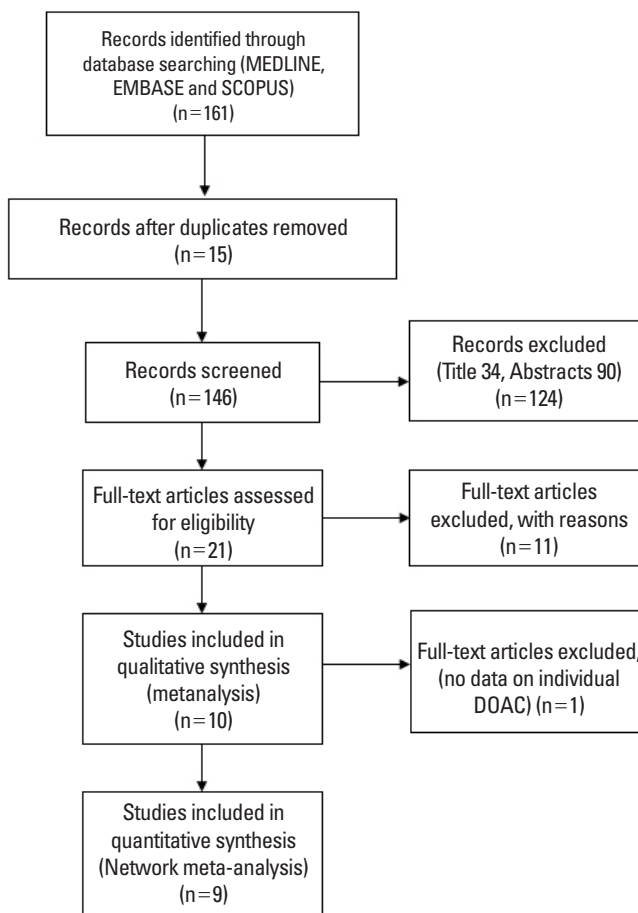 Records identified through
database searching (MEDLINE,
EMBASE and SCOPUS)
(n=161)
Records after duplicates removed
(n=15)
Records screened
(n=146)
Records excluded
(Title 34, Abstracts 90)
(n=124)
Full-text articles assessed
for eligibility
(n=21)
Full-text articles
excluded, with reasons
(n=11)
Studies included in
qualitative synthesis
(metanalysis)
(n=10)
Full-text articles excluded,
(no data on individual
DOAC) (n=1)
Studies included in
quantitative synthesis
(Network meta-analysis)
(n=9)